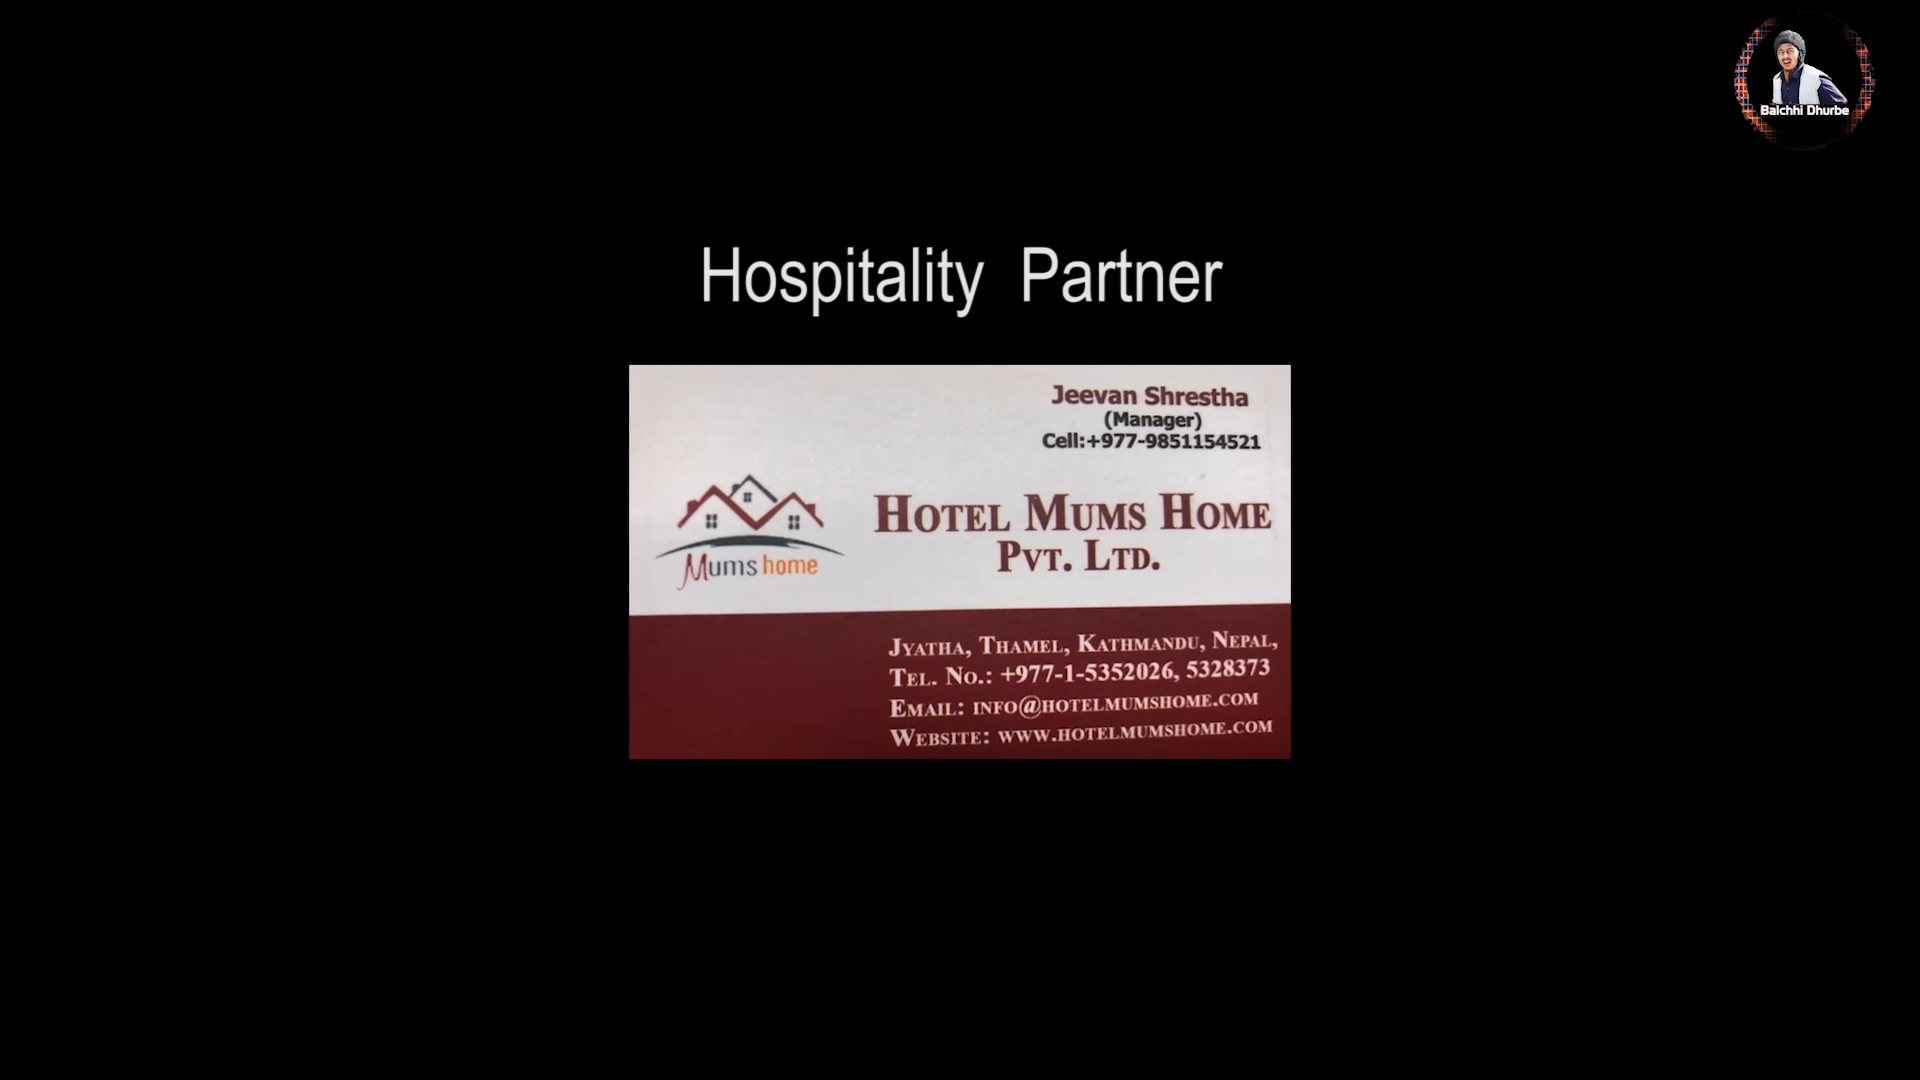 Balchhi Dhurbe
Hospitality Partner
Jeevan Shrestha
(Manager)
Cell:+977-9851154521
Mums home
HOTEL MUMS HOME
PVT. LTD.
JYATHA, THAMEL, KATHMANDU, NEPAL,
TEL. NO.: +977-1-5352026, 5328373
EMAIL: INFO@HOTELMUMSHOME.COM
WEBSITE: WWW.HOTELMUMSHOME.COM